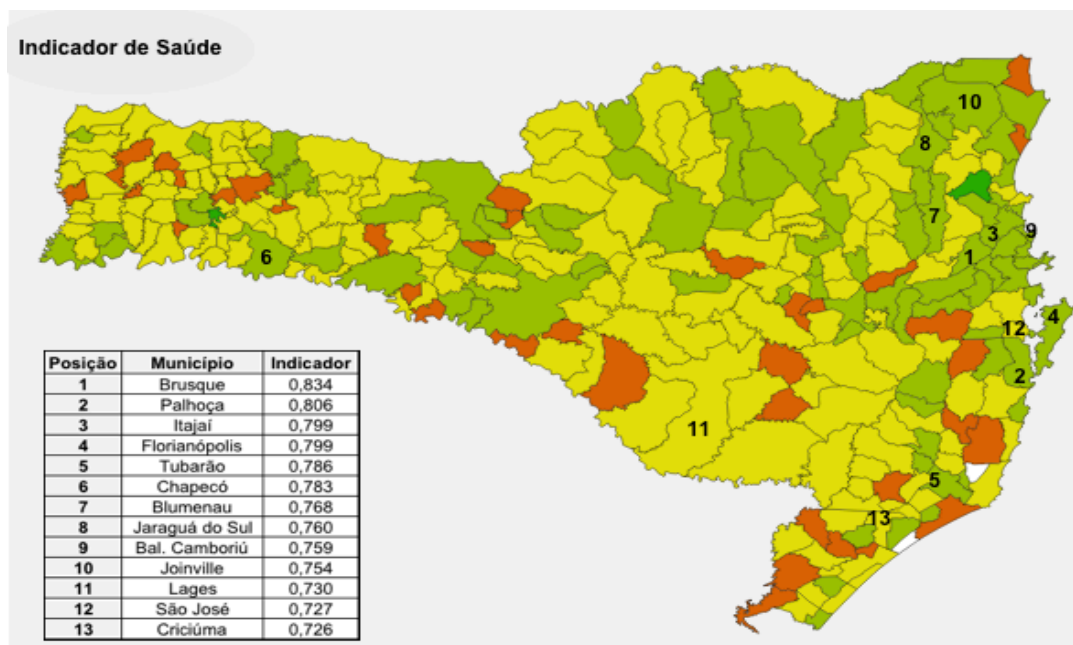 Indicador de Saúde
10
8
7
3
9
1
6
4
12
2
11
5
13
Posição Município Indicador
1 Brusque 0,834
2 Palhoça 0,806
3 Itajaí 0,799
4 Florianópolis 0,799
5 Tubarão 0,786
6 Chapecó 0,783
7 Blumenau 0,768
8 Jaraguá do Sul 0,760
9 Bal. Camboriú 0,759
10 Joinville 0,754
11 Lages 0,730
12 São José 0,727
13 Criciúma 0,726